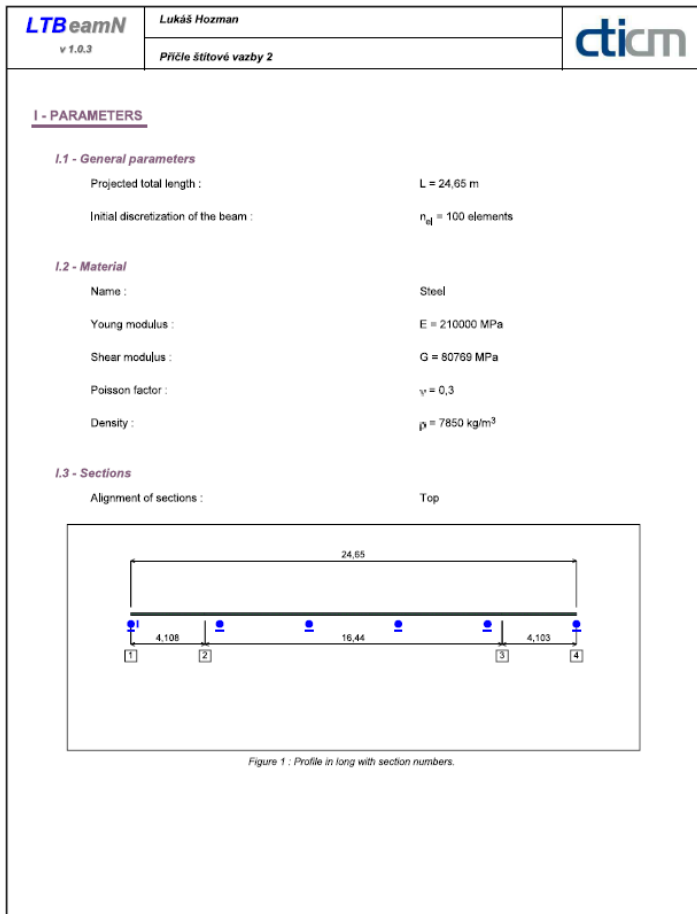 LTBeamN
v 1.0.3
Lukáš Hozman
Příčle štítové vazby 2
cticm
I - PARAMETERS
I.1 - General parameters
Projected total length : L = 24,65 m
Initial discretization of the beam : nel = 100 elements
I.2 - Material
Name : Steel
Young modulus : E = 210000 MPa
Shear modulus : G = 80769 MPa
Poisson factor : ν = 0,3
Density : ρ = 7850 kg/m³
I.3 - Sections
Alignment of sections : Top
24,65
4,108 16,44 4,103
1 2 3 4
Figure 1 : Profile in long with section numbers.